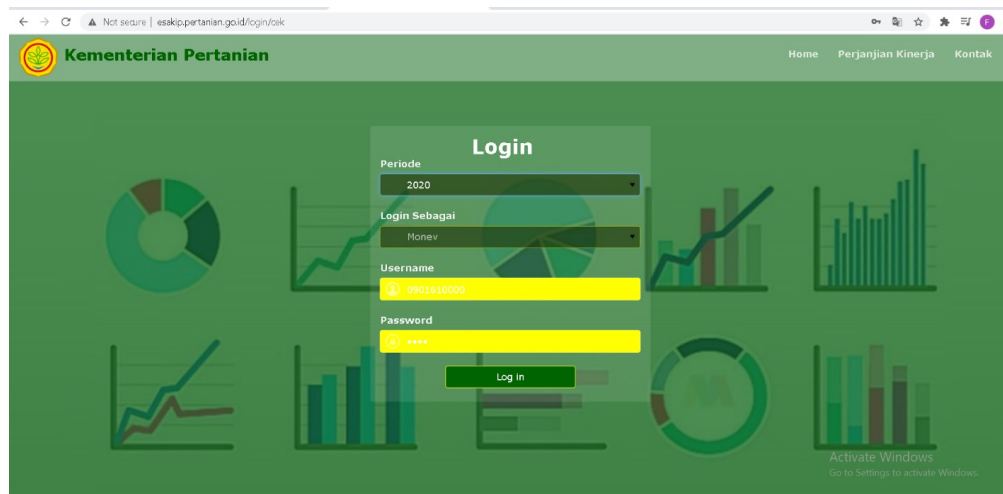 Not secure | esakip.pertanian.go.id/login/cek
F
Kementerian Pertanian
Home Perjanjian Kinerja Kontak
Login
Periode
2020
Login Sebagai
Monev
Username
0901610000
Password
••••
Log in
Activate Windows
Go to Settings to activate Windows.